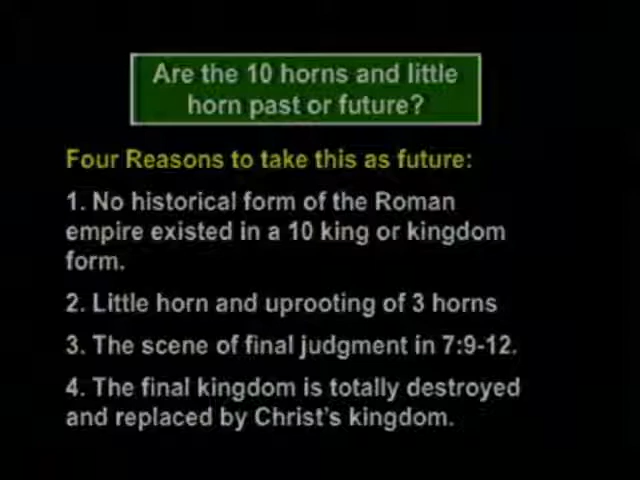 Are the 10 horns and little
horn past or future?
Four Reasons to take this as future:
1. No historical form of the Roman
empire existed in a 10 king or kingdom
form.
2. Little horn and uprooting of 3 horns
3. The scene of final judgment in 7:9-12.
4. The final kingdom is totally destroyed
and replaced by Christ's kingdom.